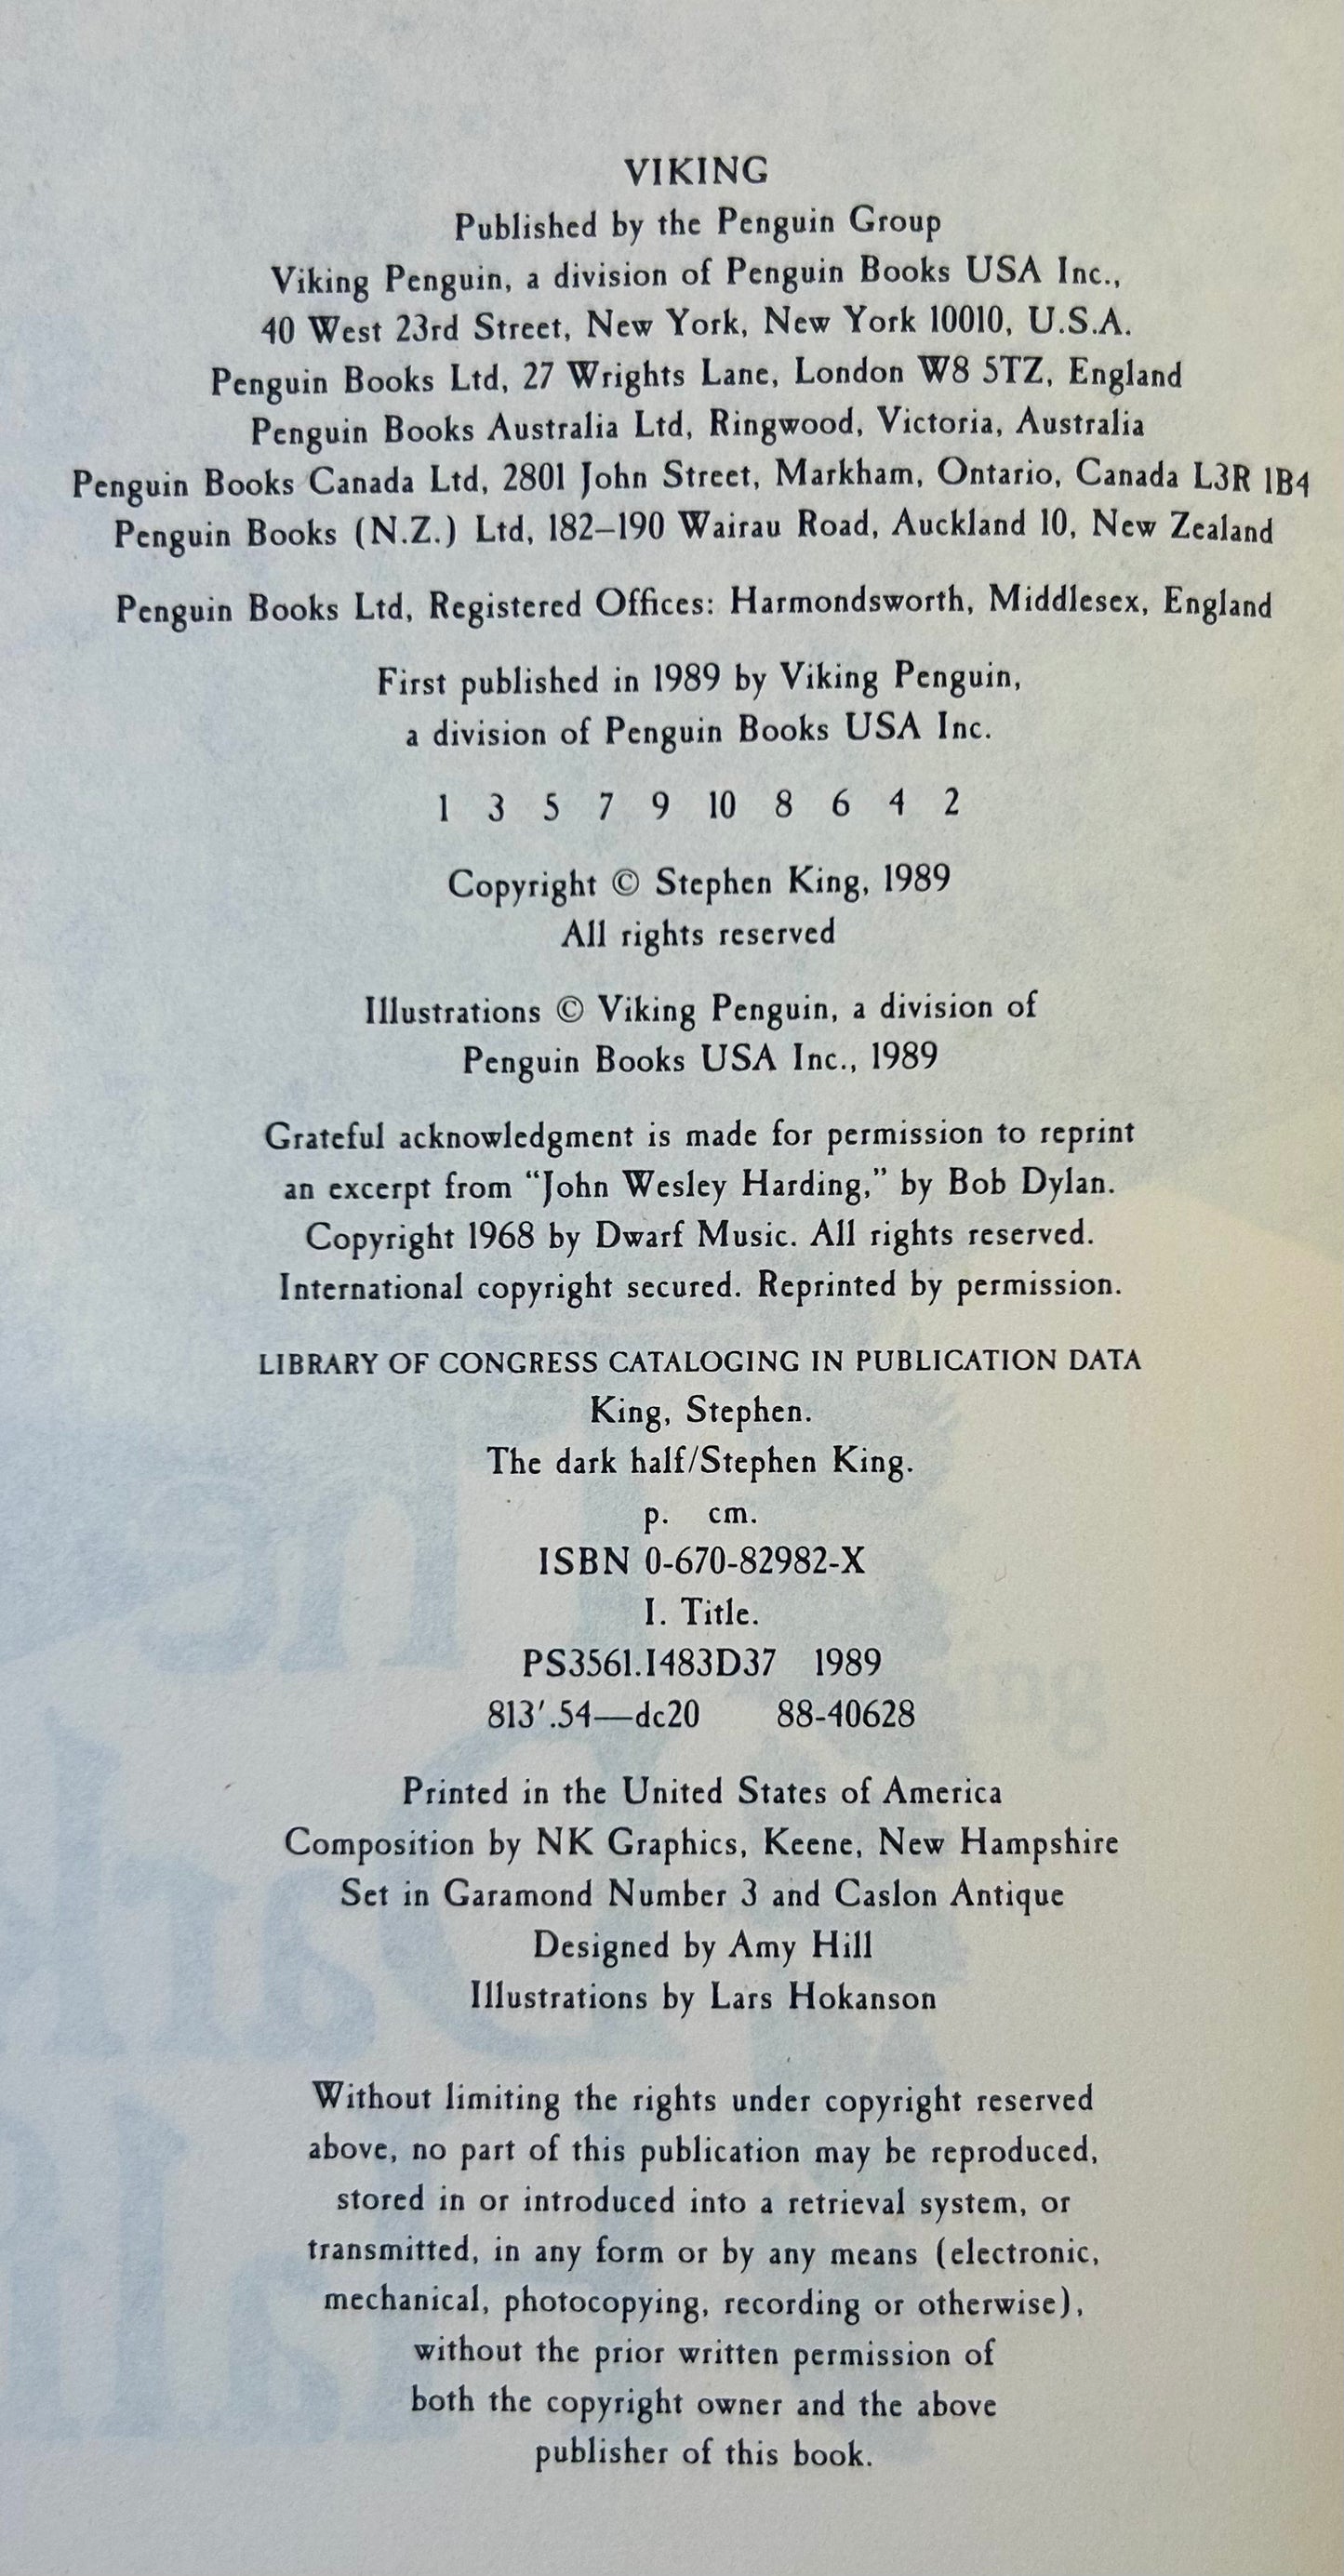 VIKING
Published by the Penguin Group
Viking Penguin, a division of Penguin Books USA Inc.,
40 West 23rd Street, New York, New York 10010, U.S.A.
Penguin Books Ltd, 27 Wrights Lane, London W8 5TZ, England
Penguin Books Australia Ltd, Ringwood, Victoria, Australia
Penguin Books Canada Ltd, 2801 John Street, Markham, Ontario, Canada L3R 1B4
Penguin Books (N.Z.) Ltd, 182–190 Wairau Road, Auckland 10, New Zealand
Penguin Books Ltd, Registered Offices: Harmondsworth, Middlesex, England
First published in 1989 by Viking Penguin,
a division of Penguin Books USA Inc.
1 3 5 7 9 10 8 6 4 2
Copyright © Stephen King, 1989
All rights reserved
Illustrations © Viking Penguin, a division of
Penguin Books USA Inc., 1989
Grateful acknowledgment is made for permission to reprint
an excerpt from “John Wesley Harding,” by Bob Dylan.
Copyright 1968 by Dwarf Music. All rights reserved.
International copyright secured. Reprinted by permission.
LIBRARY OF CONGRESS CATALOGING IN PUBLICATION DATA
King, Stephen.
The dark half/Stephen King.
p. cm.
ISBN 0-670-82982-X
I. Title.
PS3561.I483D37 1989
813′.54—dc20 88-40628
Printed in the United States of America
Composition by NK Graphics, Keene, New Hampshire
Set in Garamond Number 3 and Caslon Antique
Designed by Amy Hill
Illustrations by Lars Hokanson
Without limiting the rights under copyright reserved
above, no part of this publication may be reproduced,
stored in or introduced into a retrieval system, or
transmitted, in any form or by any means (electronic,
mechanical, photocopying, recording or otherwise),
without the prior written permission of
both the copyright owner and the above
publisher of this book.